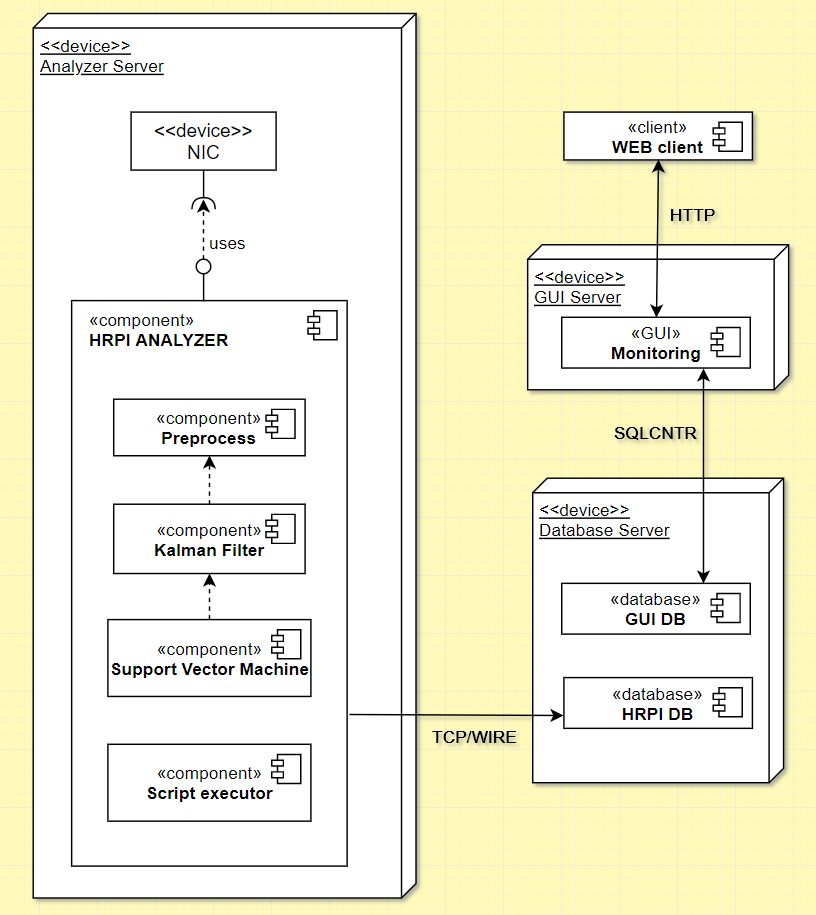 <<device>>
Analyzer Server
<<device>>
NIC
uses
«component»
HRPI ANALYZER
«component»
Preprocess
«component»
Kalman Filter
«component»
Support Vector Machine
«component»
Script executor
«client»
WEB client
HTTP
<<device>>
GUI Server
«GUI»
Monitoring
SQLCNTR
<<device>>
Database Server
«database»
GUI DB
«database»
HRPI DB
TCP/WIRE